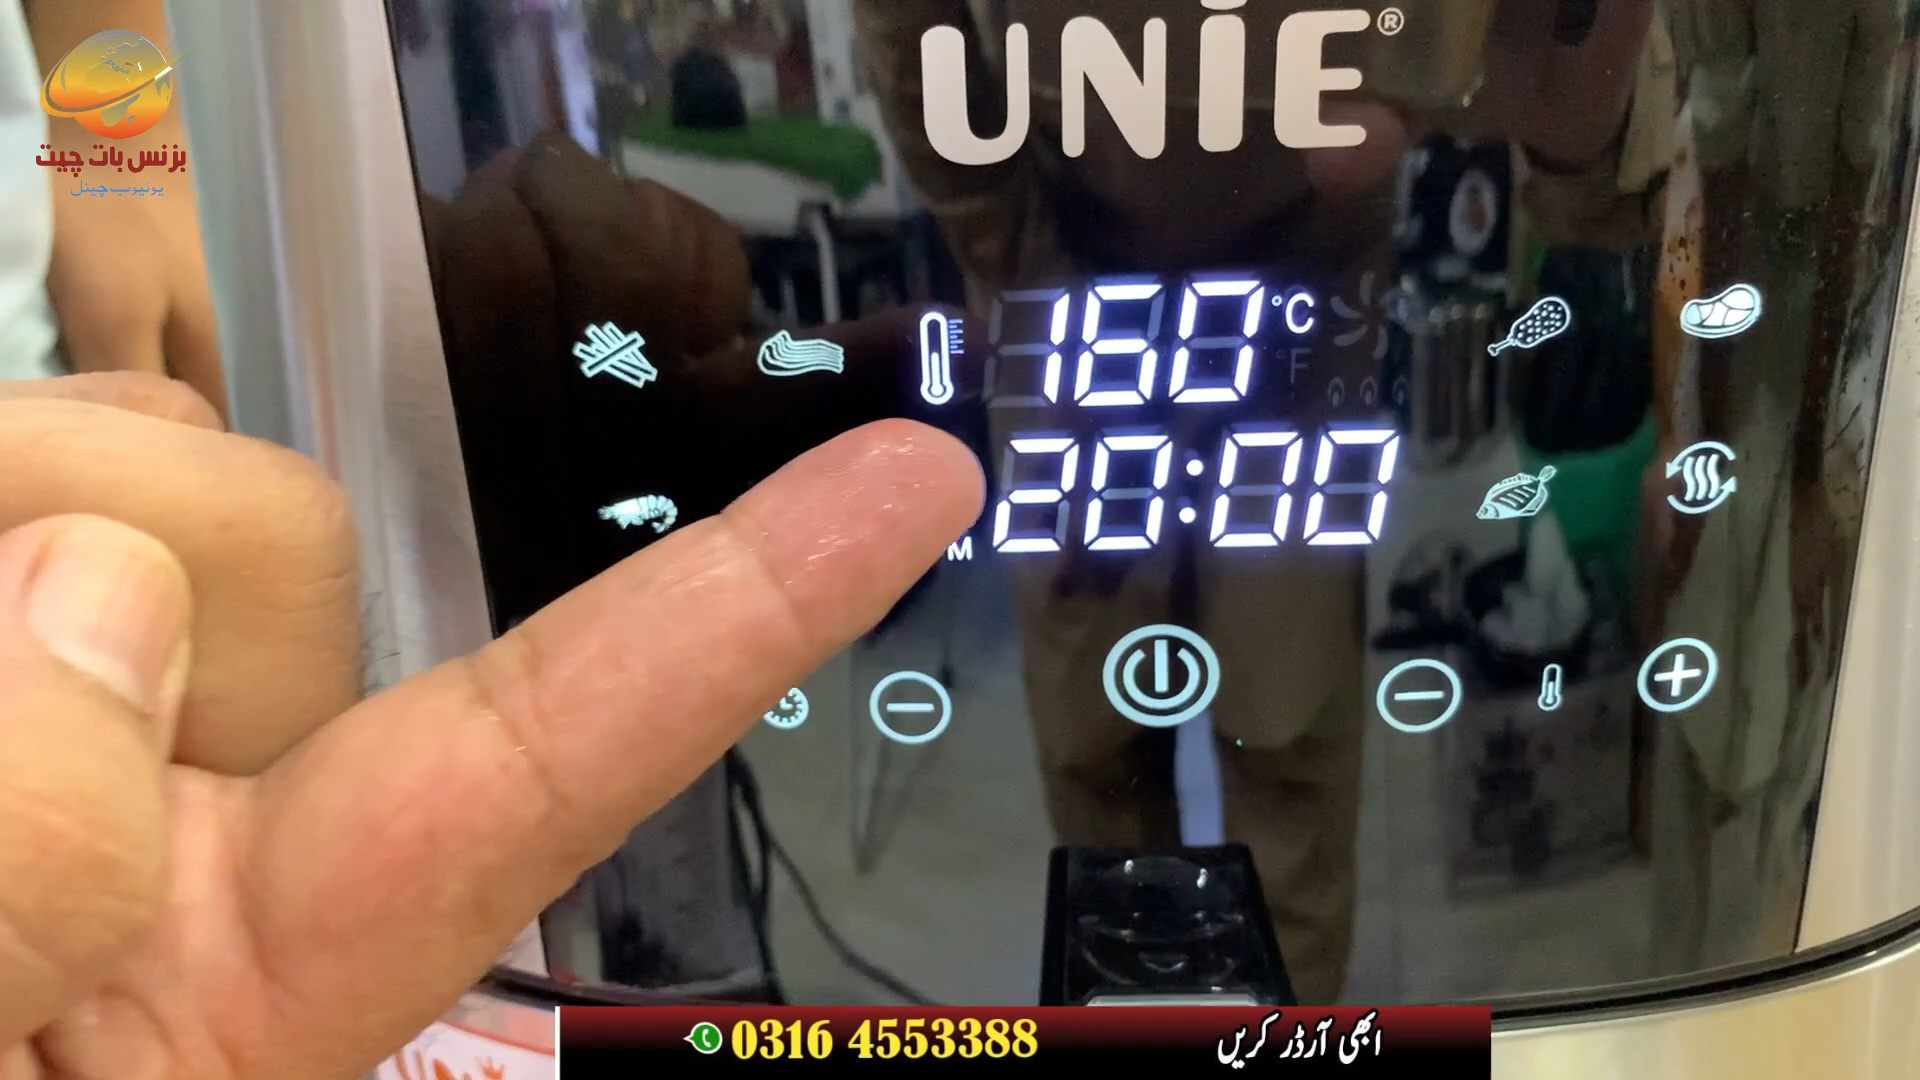 UNiE®
بزنس بات چیت
یوٹیوب چینل
160 °C
°F
20:00
M
0316 4553388
ابھی آرڈر کریں